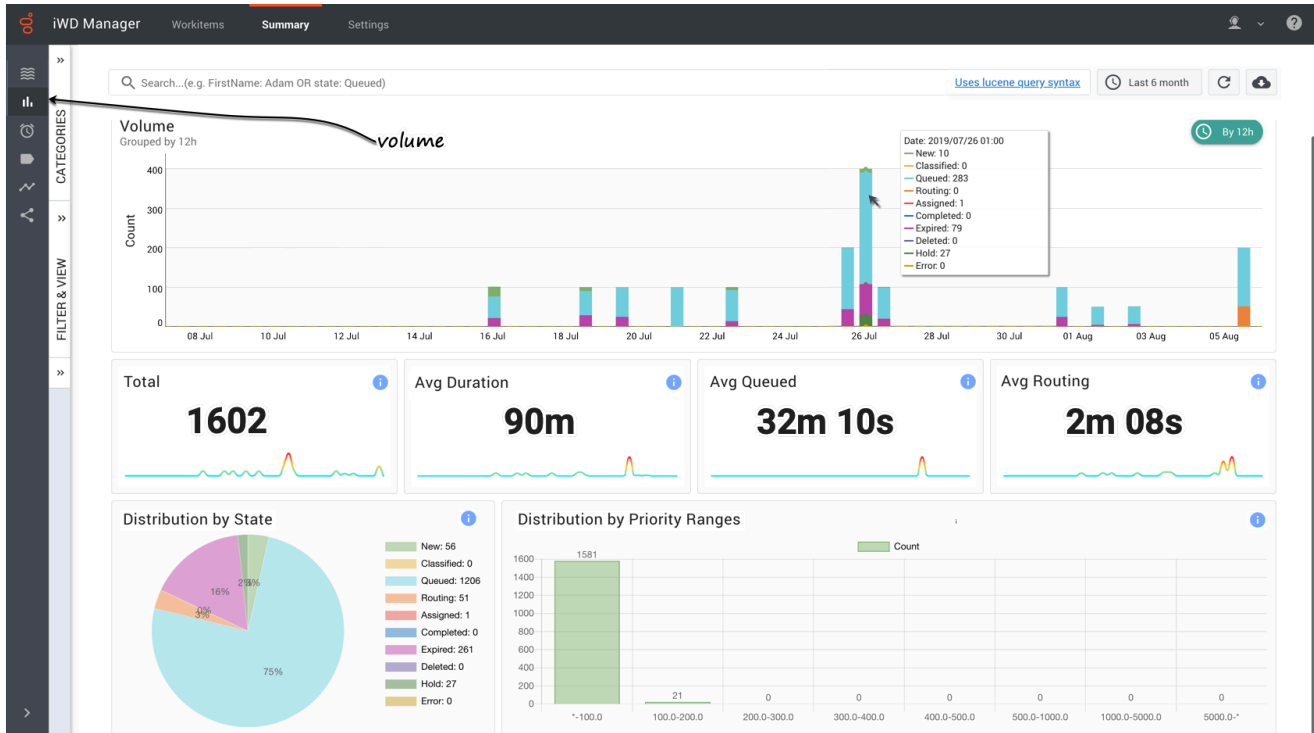 iWD Manager Workitems Summary Settings
Search...(e.g. FirstName: Adam OR state: Queued) Uses lucene query syntax Last 6 month
CATEGORIES
FILTER & VIEW
volume
Volume
Grouped by 12h
By 12h
Count
400
300
200
100
0
08 Jul 10 Jul 12 Jul 14 Jul 16 Jul 18 Jul 20 Jul 22 Jul 24 Jul 26 Jul 28 Jul 30 Jul 01 Aug 03 Aug 05 Aug
Date: 2019/07/26 01:00
New: 10
Classified: 0
Queued: 283
Routing: 0
Assigned: 1
Completed: 0
Expired: 79
Deleted: 0
Hold: 27
Error: 0
Total
1602
Avg Duration
90m
Avg Queued
32m 10s
Avg Routing
2m 08s
Distribution by State
16%
3%
75%
New: 56
Classified: 0
Queued: 1206
Routing: 51
Assigned: 1
Completed: 0
Expired: 261
Deleted: 0
Hold: 27
Error: 0
Distribution by Priority Ranges
Count
1600
1400
1200
1000
800
600
400
200
0
1581 21 0 0 0 0 0 0
*-100.0 100.0-200.0 200.0-300.0 300.0-400.0 400.0-500.0 500.0-1000.0 1000.0-5000.0 5000.0-*